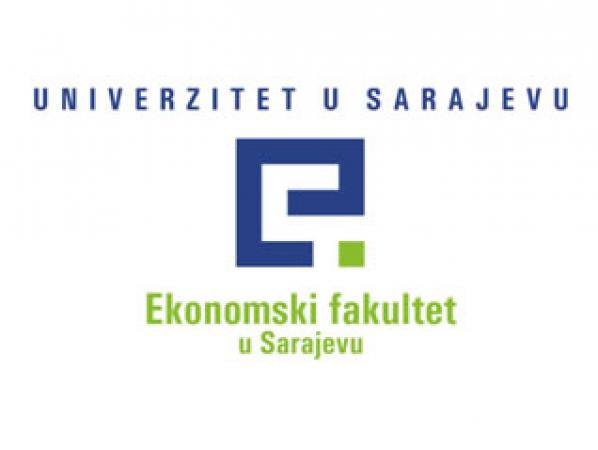 UNIVERZITET U SARAJEVU
e.
Ekonomski fakultet
u Sarajevu